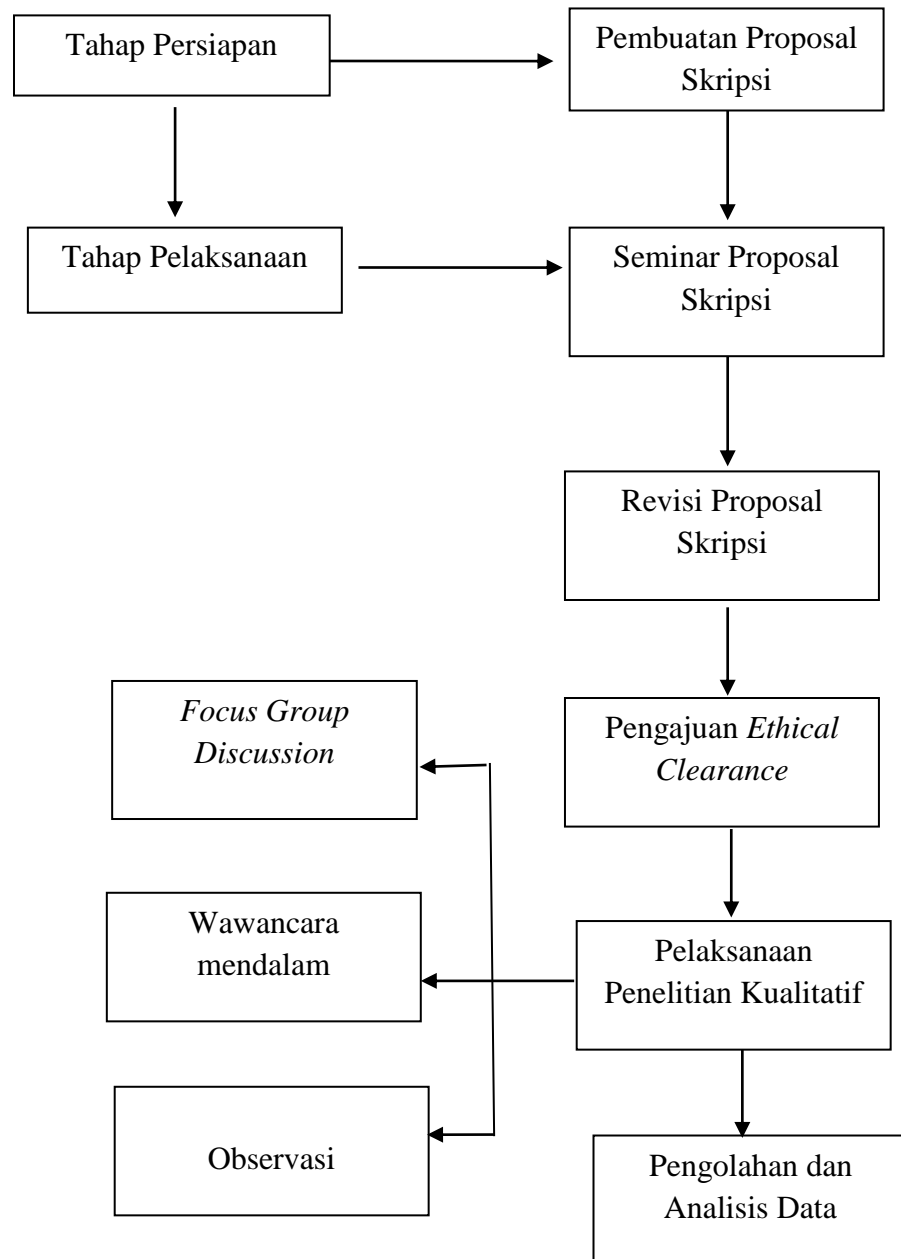 Tahap Persiapan
Pembuatan Proposal
Skripsi
Tahap Pelaksanaan
Seminar Proposal
Skripsi
Revisi Proposal
Skripsi
Focus Group
Discussion
Pengajuan Ethical
Clearance
Wawancara
mendalam
Pelaksanaan
Penelitian Kualitatif
Observasi
Pengolahan dan
Analisis Data